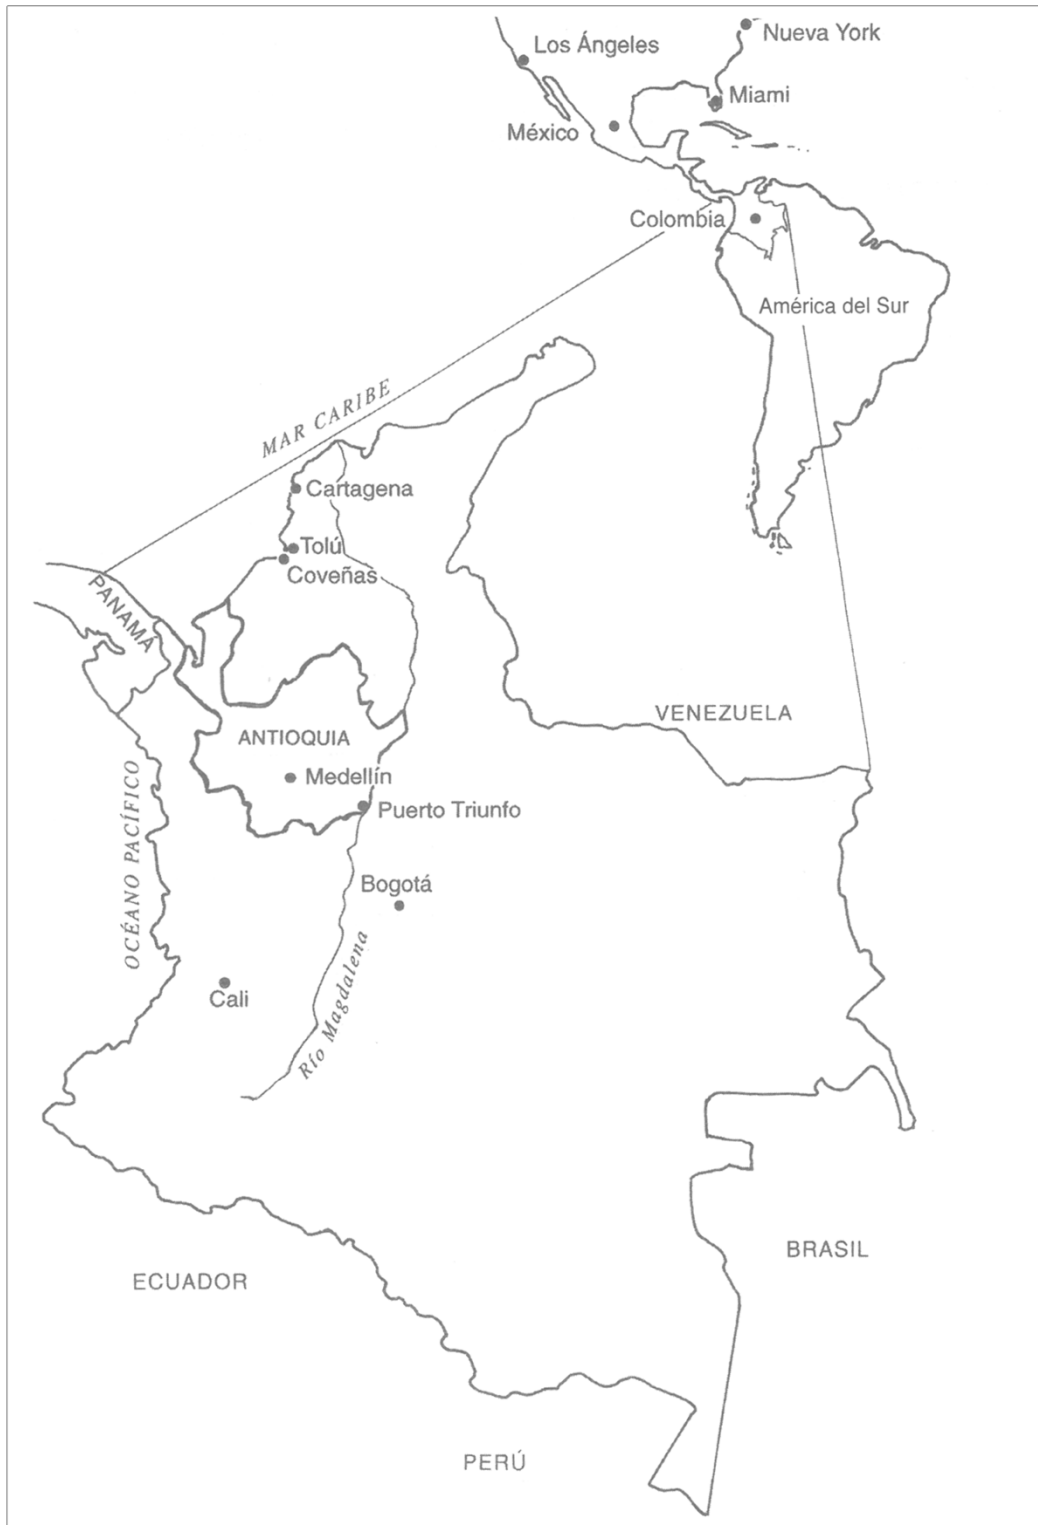 Nueva York
Los Ángeles
Miami
México
Colombia
América del Sur
MAR CARIBE
Cartagena
Tolú
Coveñas
PANAMÁ
VENEZUELA
ANTIOQUIA
Medellín
Puerto Triunfo
OCÉANO PACÍFICO
Bogotá
Cali
Río Magdalena
BRASIL
ECUADOR
PERÚ